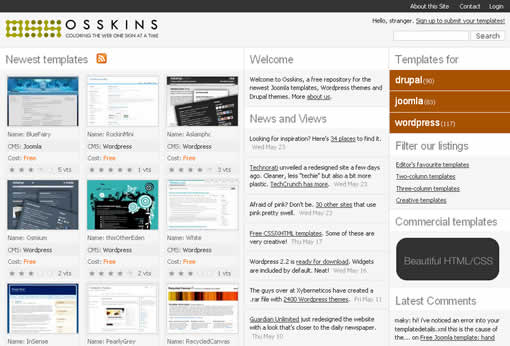 About this Site Contact Login
OSSKINS
COLORING THE WEB ONE SKIN AT A TIME
Hello, stranger. Sign up to submit your templates!
Search
Newest templates
Name: BlueFairy
CMS: Joomla
Cost: Free
5 vts
Name: RockinMini
CMS: Wordpress
Cost: Free
1 vts
Name: Asianphc
CMS: Wordpress
Cost: Free
3 vts
Name: Osmium
CMS: Wordpress
Cost: Free
2 vts
Name: thisOtherEden
CMS: Wordpress
Cost: Free
2 vts
Name: White
CMS: Wordpress
Cost: Free
1 vts
Name: InSense
Name: PearlyGrey
Name: RecycledCanvas
Welcome
Welcome to Osskins, a free repository for the
newest Joomla templates, Wordpress themes and
Drupal themes. More about us.
News and Views
Looking for inspiration? Here's 34 places to find it.
Wed May 23
Technorati unveiled a redesigned site a few days
ago. Cleaner, less "techie" but also a bit more
plastic. TechCrunch has more. Wed May 23
Afraid of pink? Don't be. 30 other sites that use
pink pretty swell. Wed May 23
Free CSS/XHTML templates. Some of these are
very creative! Thu May 17
Wordpress 2.2 is ready for download. Widgets
are included by default. Neat! Wed May 16
The guys over at Xyberneticos have created a
.rar file with 2400 Wordpress themes. Fri May 11
Guardian Unlimited just redesigned the website
with a look that's closer to the daily newspaper.
Thu May 10
Templates for
drupal (90)
joomla (83)
wordpress (117)
Filter our listings
Editor's favourite templates
Two-column templates
Three-column templates
Creative templates
Commercial templates
Beautiful HTML/CSS
Latest Comments
maky: hi! i've noticed an error into your
templatedetails.xml this is the cause of
the.... on Free Joomla template: hand